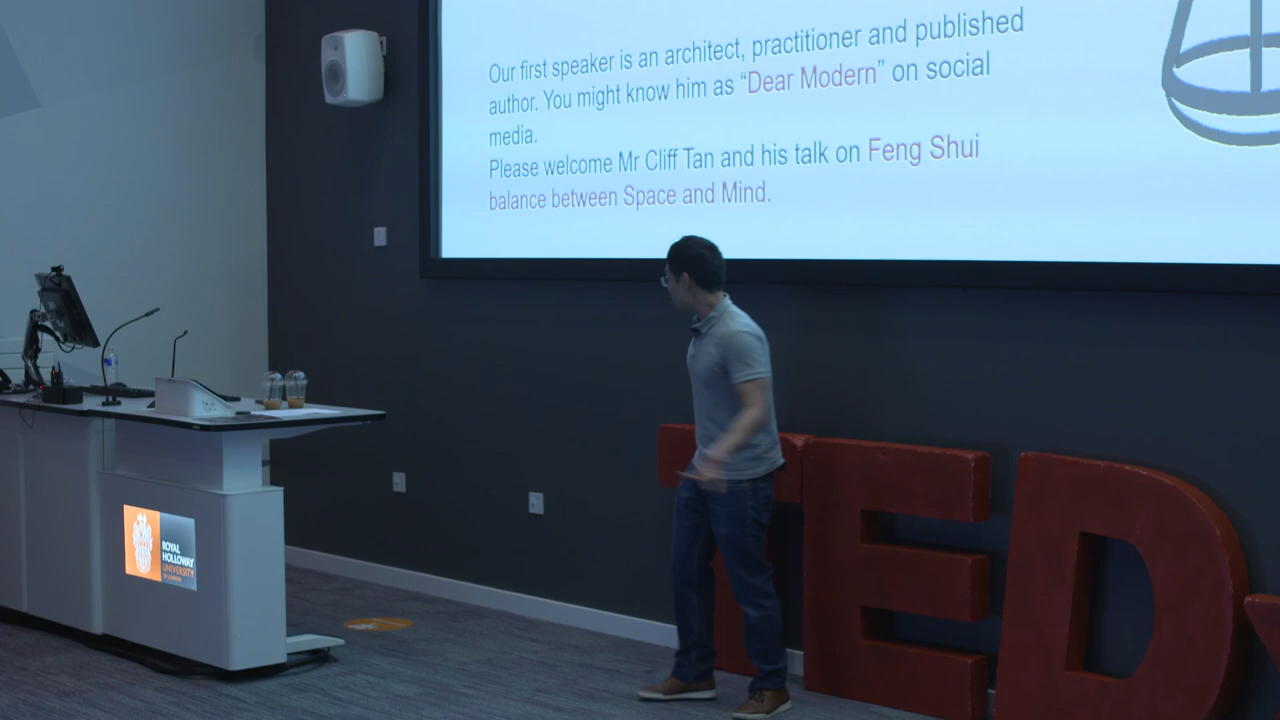 Our first speaker is an architect, practitioner and published
author. You might know him as “Dear Modern” on social
media.
Please welcome Mr Cliff Tan and his talk on Feng Shui
balance between Space and Mind.
ROYAL
HOLLOWAY
UNIVERSITY
OF LONDON
TED